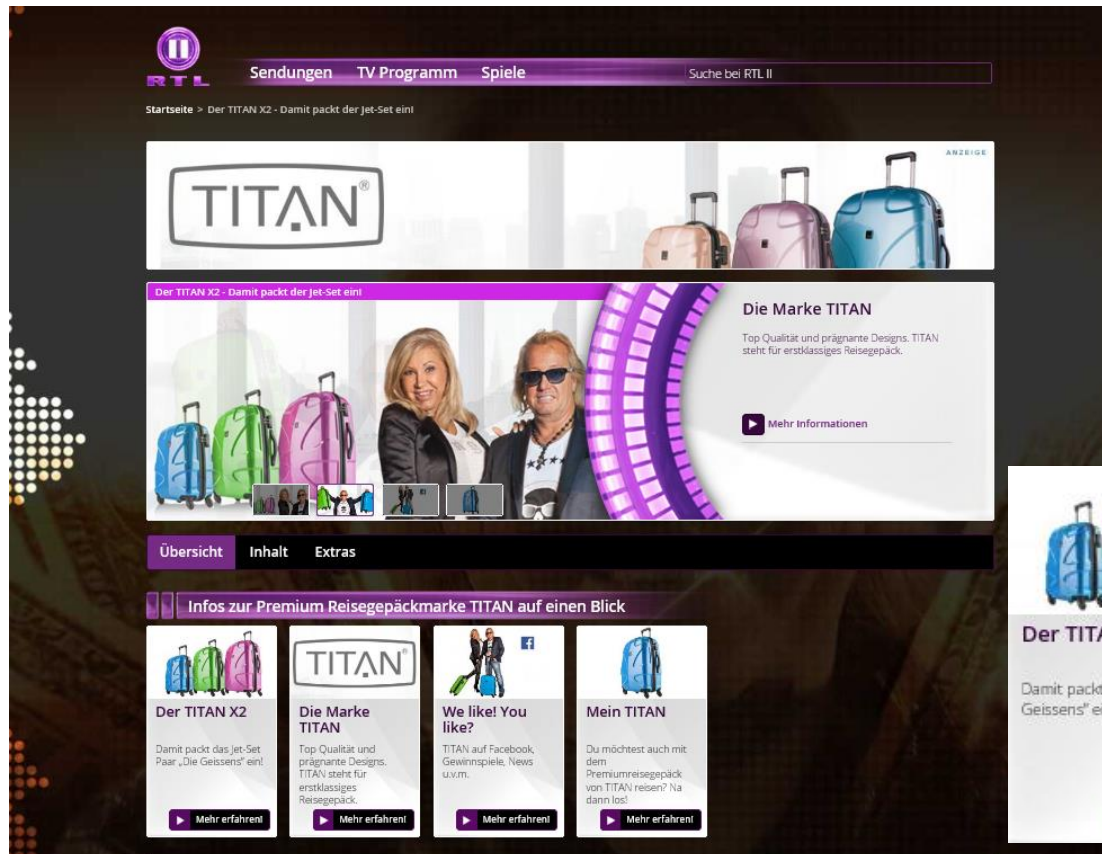 RTL
Sendungen TV Programm Spiele
Suche bei RTL II
Startseite > Der TITAN X2 - Damit packt der Jet-Set ein!
ANZEIGE
TITAN®
Der TITAN X2 - Damit packt der Jet-Set ein!
Die Marke TITAN
Top Qualität und prägnante Designs. TITAN
steht für erstklassiges Reisegepäck.
Mehr Informationen
Übersicht Inhalt Extras
Infos zur Premium Reisegepäckmarke TITAN auf einen Blick
Der TITAN X2
Damit packt das Jet-Set
Paar „Die Geissens" ein!
Mehr erfahren!
TITAN®
Die Marke
TITAN
Top Qualität und
prägnante Designs.
TITAN steht für
erstklassiges
Reisegepäck.
Mehr erfahren!
We like! You
like?
TITAN auf Facebook,
Gewinnspiele, News
u.v.m.
Mehr erfahren!
Mein TITAN
Du möchtest auch mit
dem
Premiumreisegepäck
von TITAN reisen? Na
dann los!
Mehr erfahren!
Der TITA
Damit packt
Geissens" ei